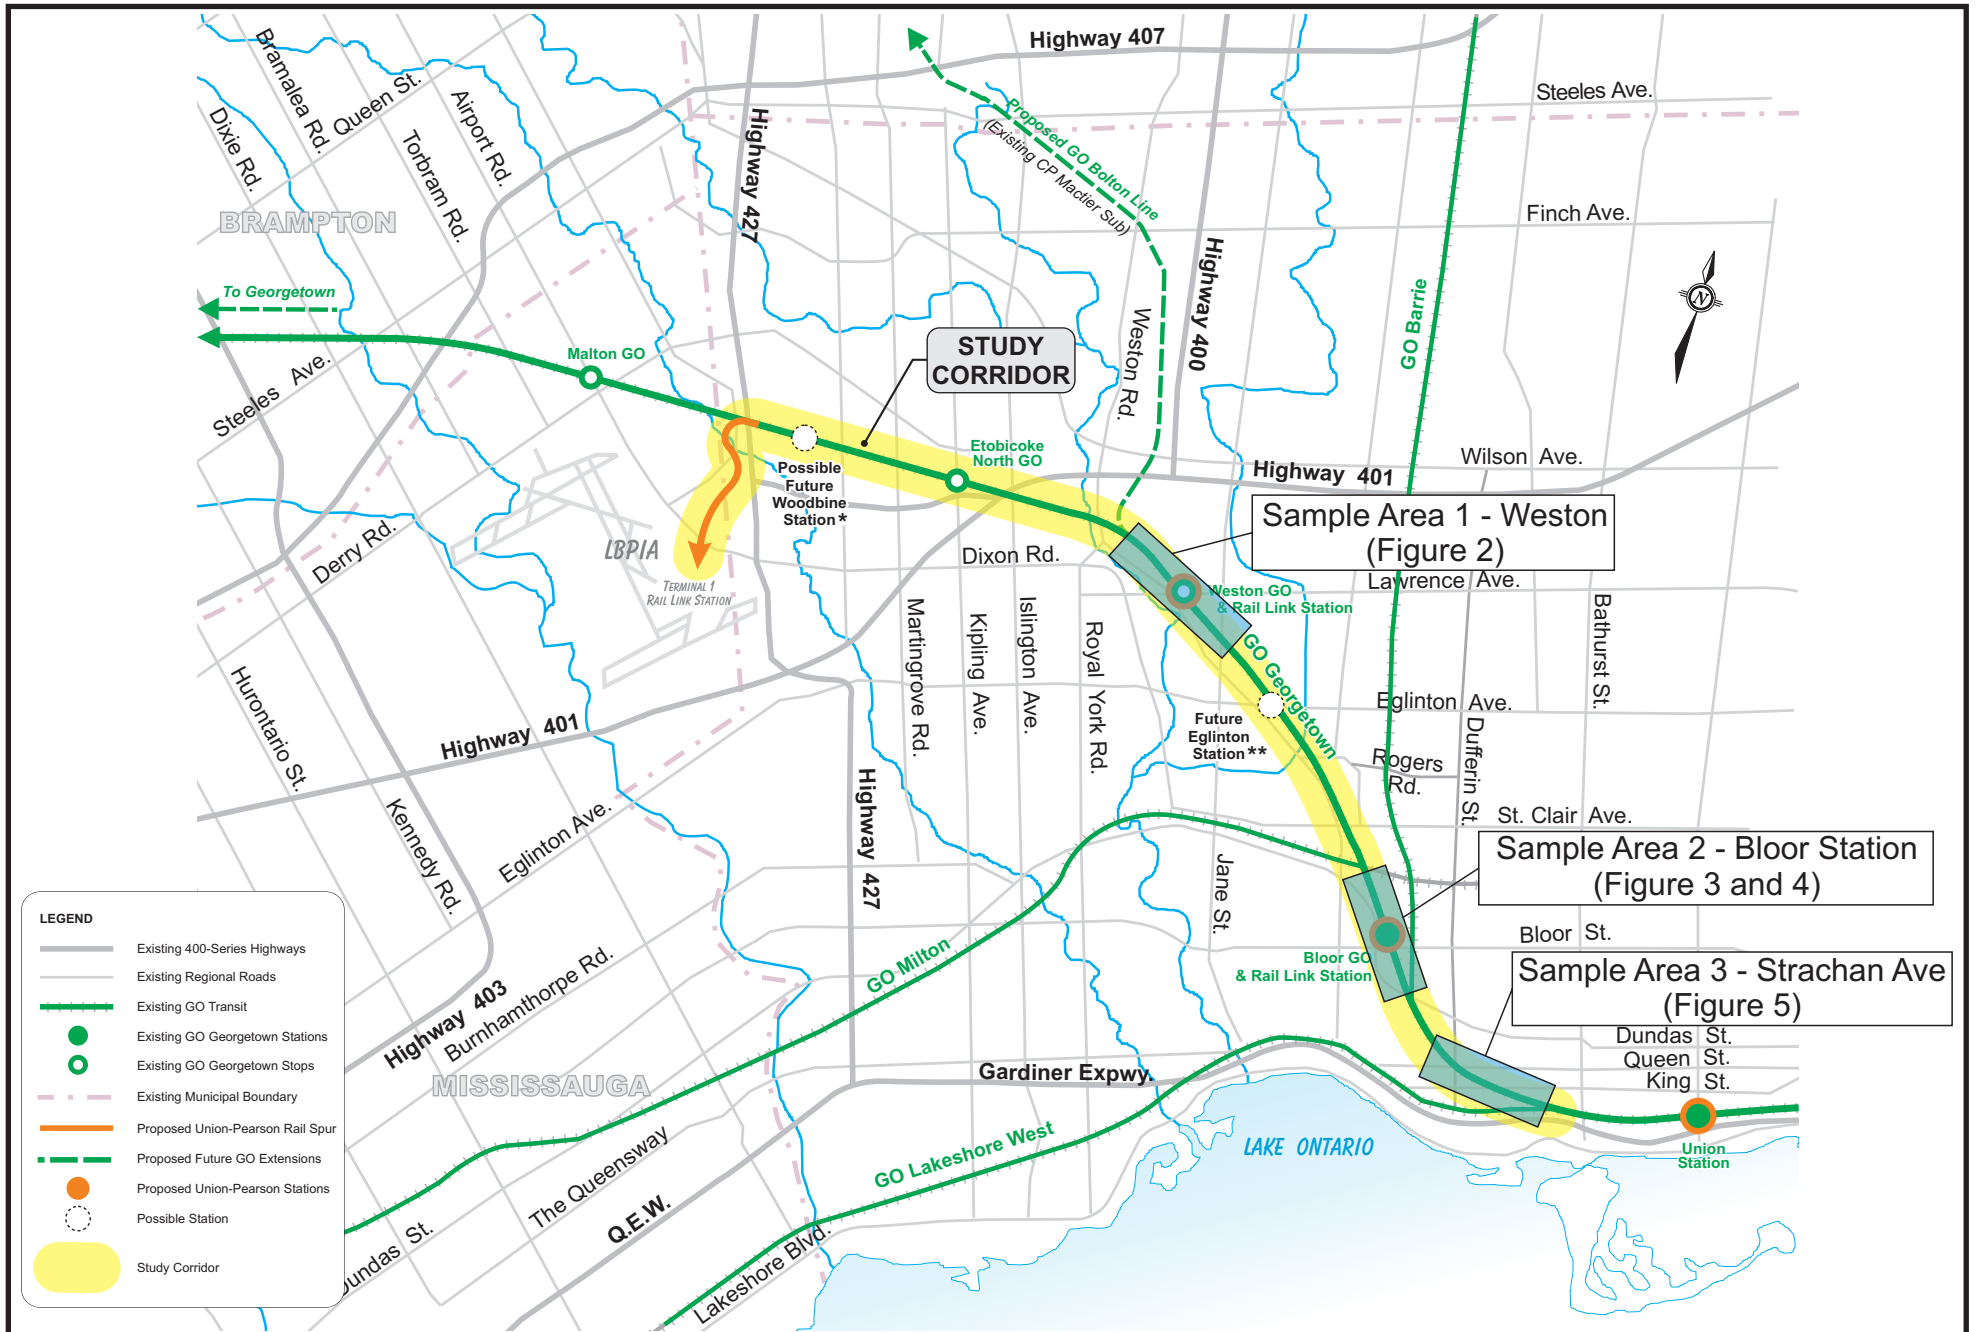 Highway 407
Steeles Ave.
Bramalea Rd.
Queen St.
Airport Rd.
Dixie Rd.
Torbram Rd.
Highway 427
Proposed GO Bolton Line
(Existing CP Mactier Sub)
BRAMPTON
Finch Ave.
Highway 400
N
To Georgetown
GO Barrie
Weston Rd.
Malton GO
STUDY
CORRIDOR
Steeles Ave.
Etobicoke
North GO
Possible
Future
Woodbine
Station*
Wilson Ave.
Highway 401
Sample Area 1 - Weston
(Figure 2)
LBPIA
Derry Rd.
Dixon Rd.
TERMINAL 1
RAIL LINK STATION
Lawrence Ave.
Weston GO
& Rail Link Station
Martingrove Rd.
Kipling Ave.
Islington Ave.
Royal York Rd.
Bathurst St.
GO Georgetown
Hurontario St.
Eglinton Ave.
Future
Eglinton
Station**
Highway 401
Dufferin St.
Rogers
Rd.
Kennedy Rd.
Eglinton Ave.
Highway 427
St. Clair Ave.
Sample Area 2 - Bloor Station
(Figure 3 and 4)
Jane St.
Bloor St.
GO Milton
Bloor GO
& Rail Link Station
Sample Area 3 - Strachan Ave
(Figure 5)
Highway 403
Burnhamthorpe Rd.
Dundas St.
Queen St.
King St.
MISSISSAUGA
Gardiner Expwy.
LAKE ONTARIO
Union
Station
GO Lakeshore West
The Queensway
Q.E.W.
Dundas St.
Lakeshore Blvd.
LEGEND
Existing 400-Series Highways
Existing Regional Roads
Existing GO Transit
Existing GO Georgetown Stations
Existing GO Georgetown Stops
Existing Municipal Boundary
Proposed Union-Pearson Rail Spur
Proposed Future GO Extensions
Proposed Union-Pearson Stations
Possible Station
Study Corridor